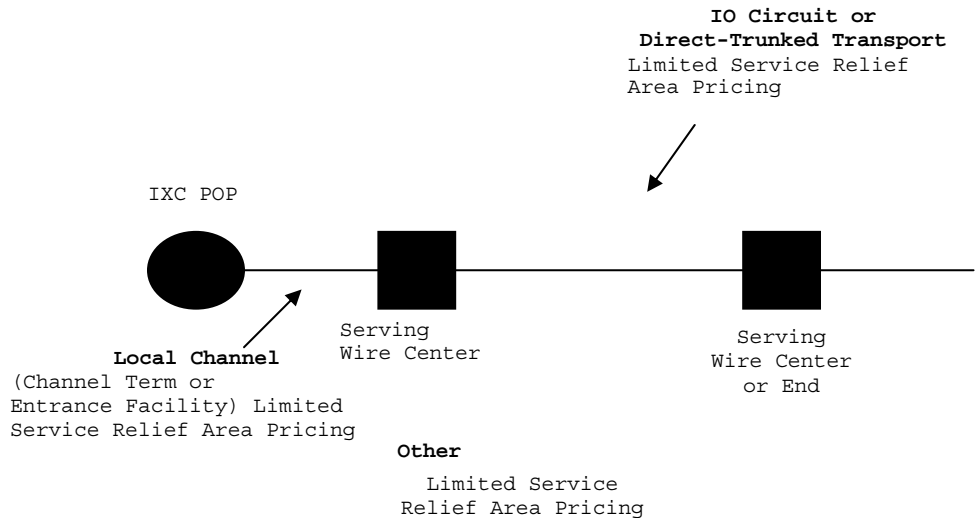 IO Circuit or
Direct-Trunked Transport
Limited Service Relief
Area Pricing
IXC POP
Serving
Wire Center
Serving
Wire Center
or End
Local Channel
(Channel Term or
Entrance Facility) Limited
Service Relief Area Pricing
Other
Limited Service
Relief Area Pricing